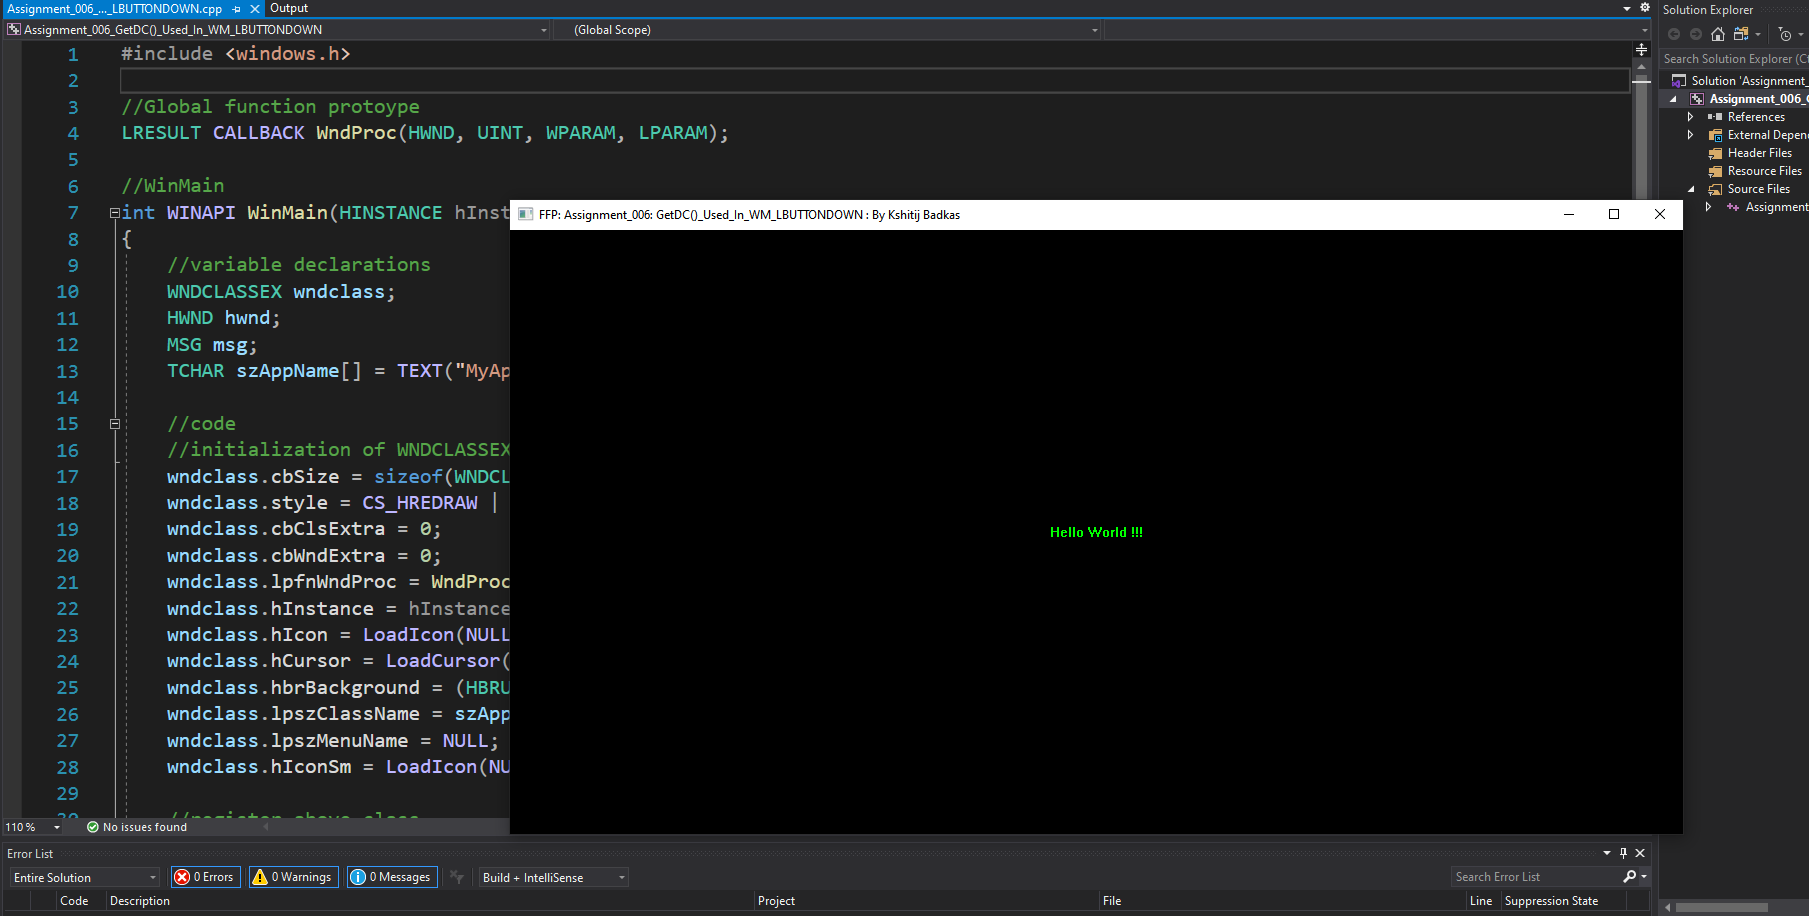 Assignment_006_..._LBUTTONDOWN.cpp
Output
Assignment_006_GetDC()_Used_In_WM_LBUTTONDOWN
(Global Scope)
1 #include <windows.h>
2
3 //Global function protoype
4 LRESULT CALLBACK WndProc(HWND, UINT, WPARAM, LPARAM);
5
6 //WinMain
7 int WINAPI WinMain(HINSTANCE hInst
8 {
9 //variable declarations
10 WNDCLASSEX wndclass;
11 HWND hwnd;
12 MSG msg;
13 TCHAR szAppName[] = TEXT("MyAp
14
15 //code
16 //initialization of WNDCLASSEX
17 wndclass.cbSize = sizeof(WNDCL
18 wndclass.style = CS_HREDRAW |
19 wndclass.cbClsExtra = 0;
20 wndclass.cbWndExtra = 0;
21 wndclass.lpfnWndProc = WndProc
22 wndclass.hInstance = hInstance
23 wndclass.hIcon = LoadIcon(NULL
24 wndclass.hCursor = LoadCursor(
25 wndclass.hbrBackground = (HBRU
26 wndclass.lpszClassName = szApp
27 wndclass.lpszMenuName = NULL;
28 wndclass.hIconSm = LoadIcon(NU
29
30 //register above class
FFP: Assignment_006: GetDC()_Used_In_WM_LBUTTONDOWN : By Kshitij Badkas
Hello World !!!
Solution Explorer
Search Solution Explorer (Ct
Solution 'Assignment_
Assignment_006_
References
External Depen
Header Files
Resource Files
Source Files
Assignment
110 %
No issues found
Error List
Entire Solution
0 Errors
0 Warnings
0 Messages
Build + IntelliSense
Search Error List
Code
Description
Project
File
Line
Suppression State